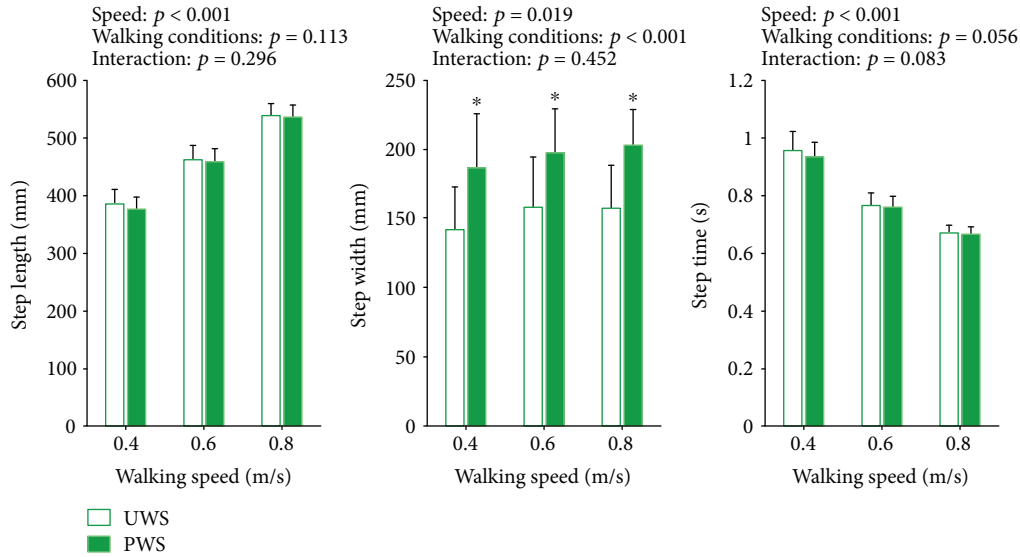 Speed: p < 0.001
Walking conditions: p = 0.113
Interaction: p = 0.296
600
500
400
300
200
100
0
Step length (mm)
0.4 0.6 0.8
Walking speed (m/s)
Speed: p = 0.019
Walking conditions: p < 0.001
Interaction: p = 0.452
250
200
150
100
50
0
Step width (mm)
* * *
0.4 0.6 0.8
Walking speed (m/s)
Speed: p < 0.001
Walking conditions: p = 0.056
Interaction: p = 0.083
1.2
1
0.8
0.6
0.4
0.2
0
Step time (s)
0.4 0.6 0.8
Walking speed (m/s)
UWS
PWS